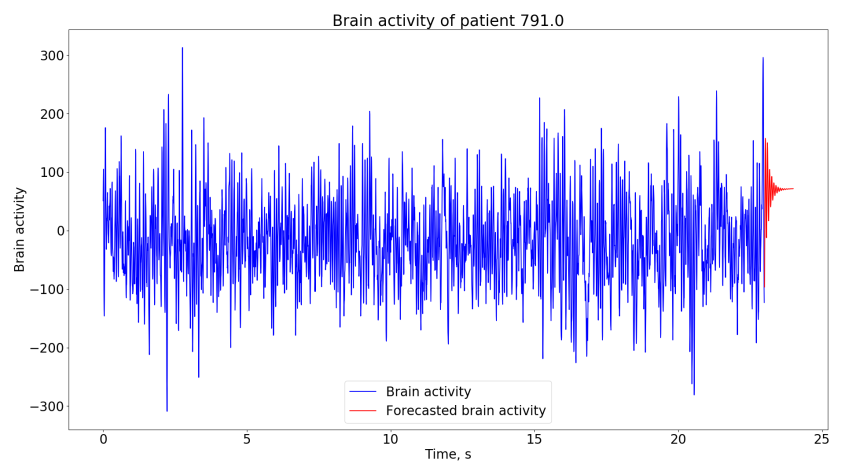 Brain activity of patient 791.0
Brain activity
300
200
100
0
−100
−200
−300
Brain activity
Forecasted brain activity
0 5 10 15 20 25
Time, s